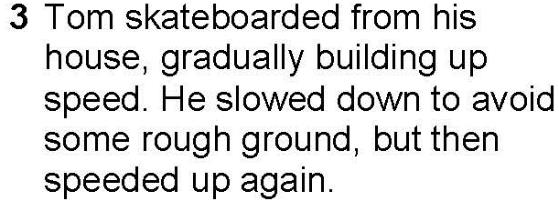 3 Tom skateboarded from his
house, gradually building up
speed. He slowed down to avoid
some rough ground, but then
speeded up again.